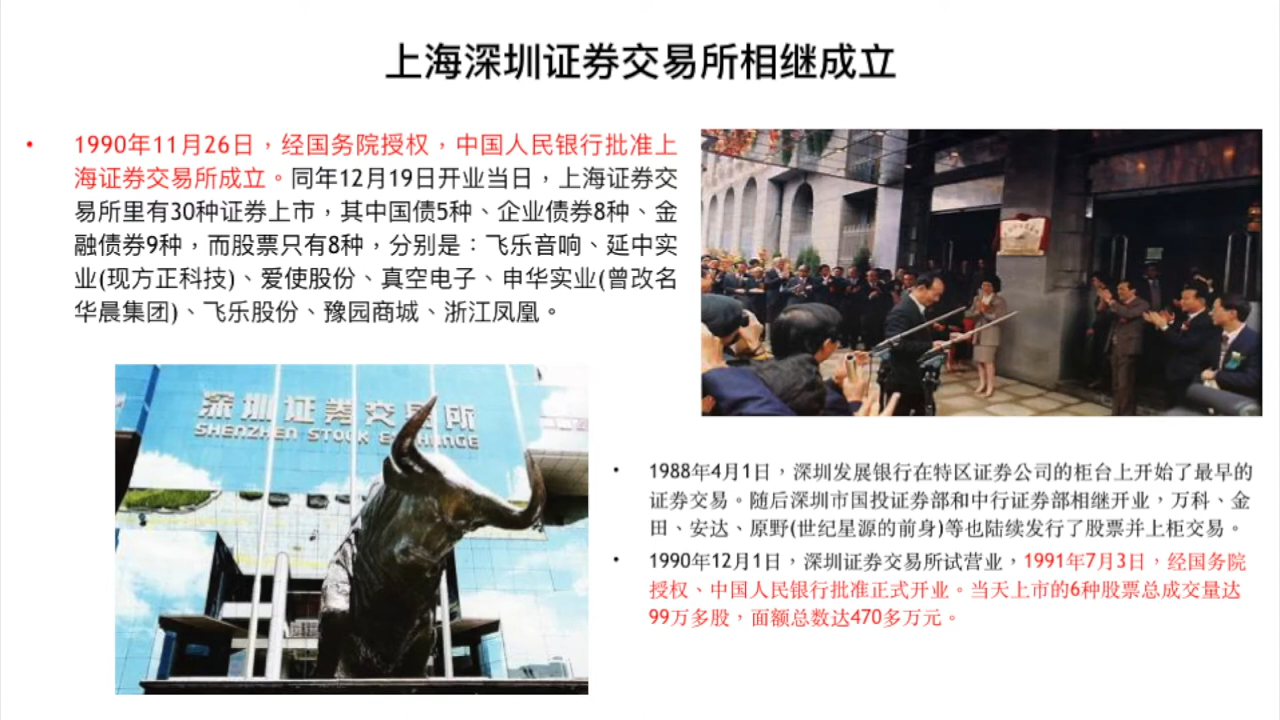 上海深圳证券交易所相继成立
• 1990年11月26日，经国务院授权，中国人民银行批准上
海证券交易所成立。同年12月19日开业当日，上海证券交
易所里有30种证券上市，其中国债5种、企业债券8种、金
融债券9种，而股票只有8种，分别是：飞乐音响、延中实
业(现方正科技)、爱使股份、真空电子、申华实业(曾改名
华晨集团)、飞乐股份、豫园商城、浙江凤凰。
深圳证券交易所
SHENZHEN STOCK EXCHANGE
• 1988年4月1日，深圳发展银行在特区证券公司的柜台上开始了最早的
证券交易。随后深圳市国投证券部和中行证券部相继开业，万科、金
田、安达、原野(世纪星源的前身)等也陆续发行了股票并上柜交易。
• 1990年12月1日，深圳证券交易所试营业，1991年7月3日，经国务院
授权、中国人民银行批准正式开业。当天上市的6种股票总成交量达
99万多股，面额总数达470多万元。